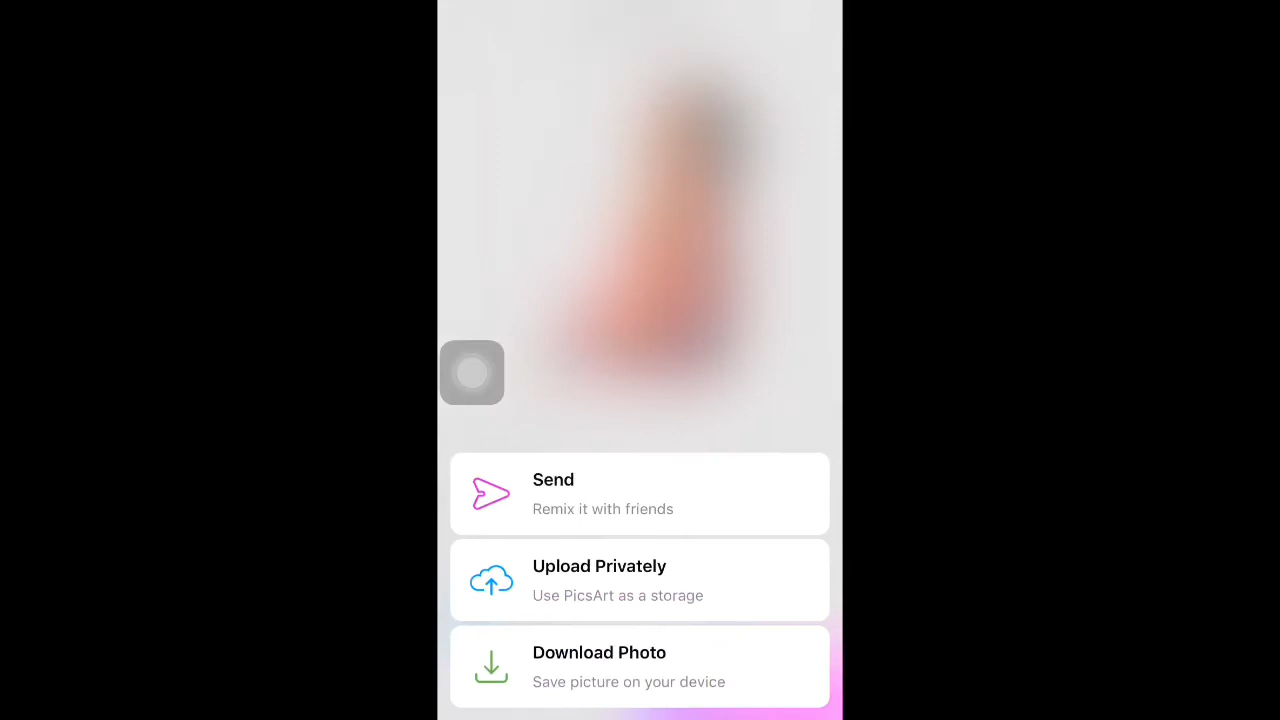 Send
Remix it with friends
Upload Privately
Use PicsArt as a storage
Download Photo
Save picture on your device